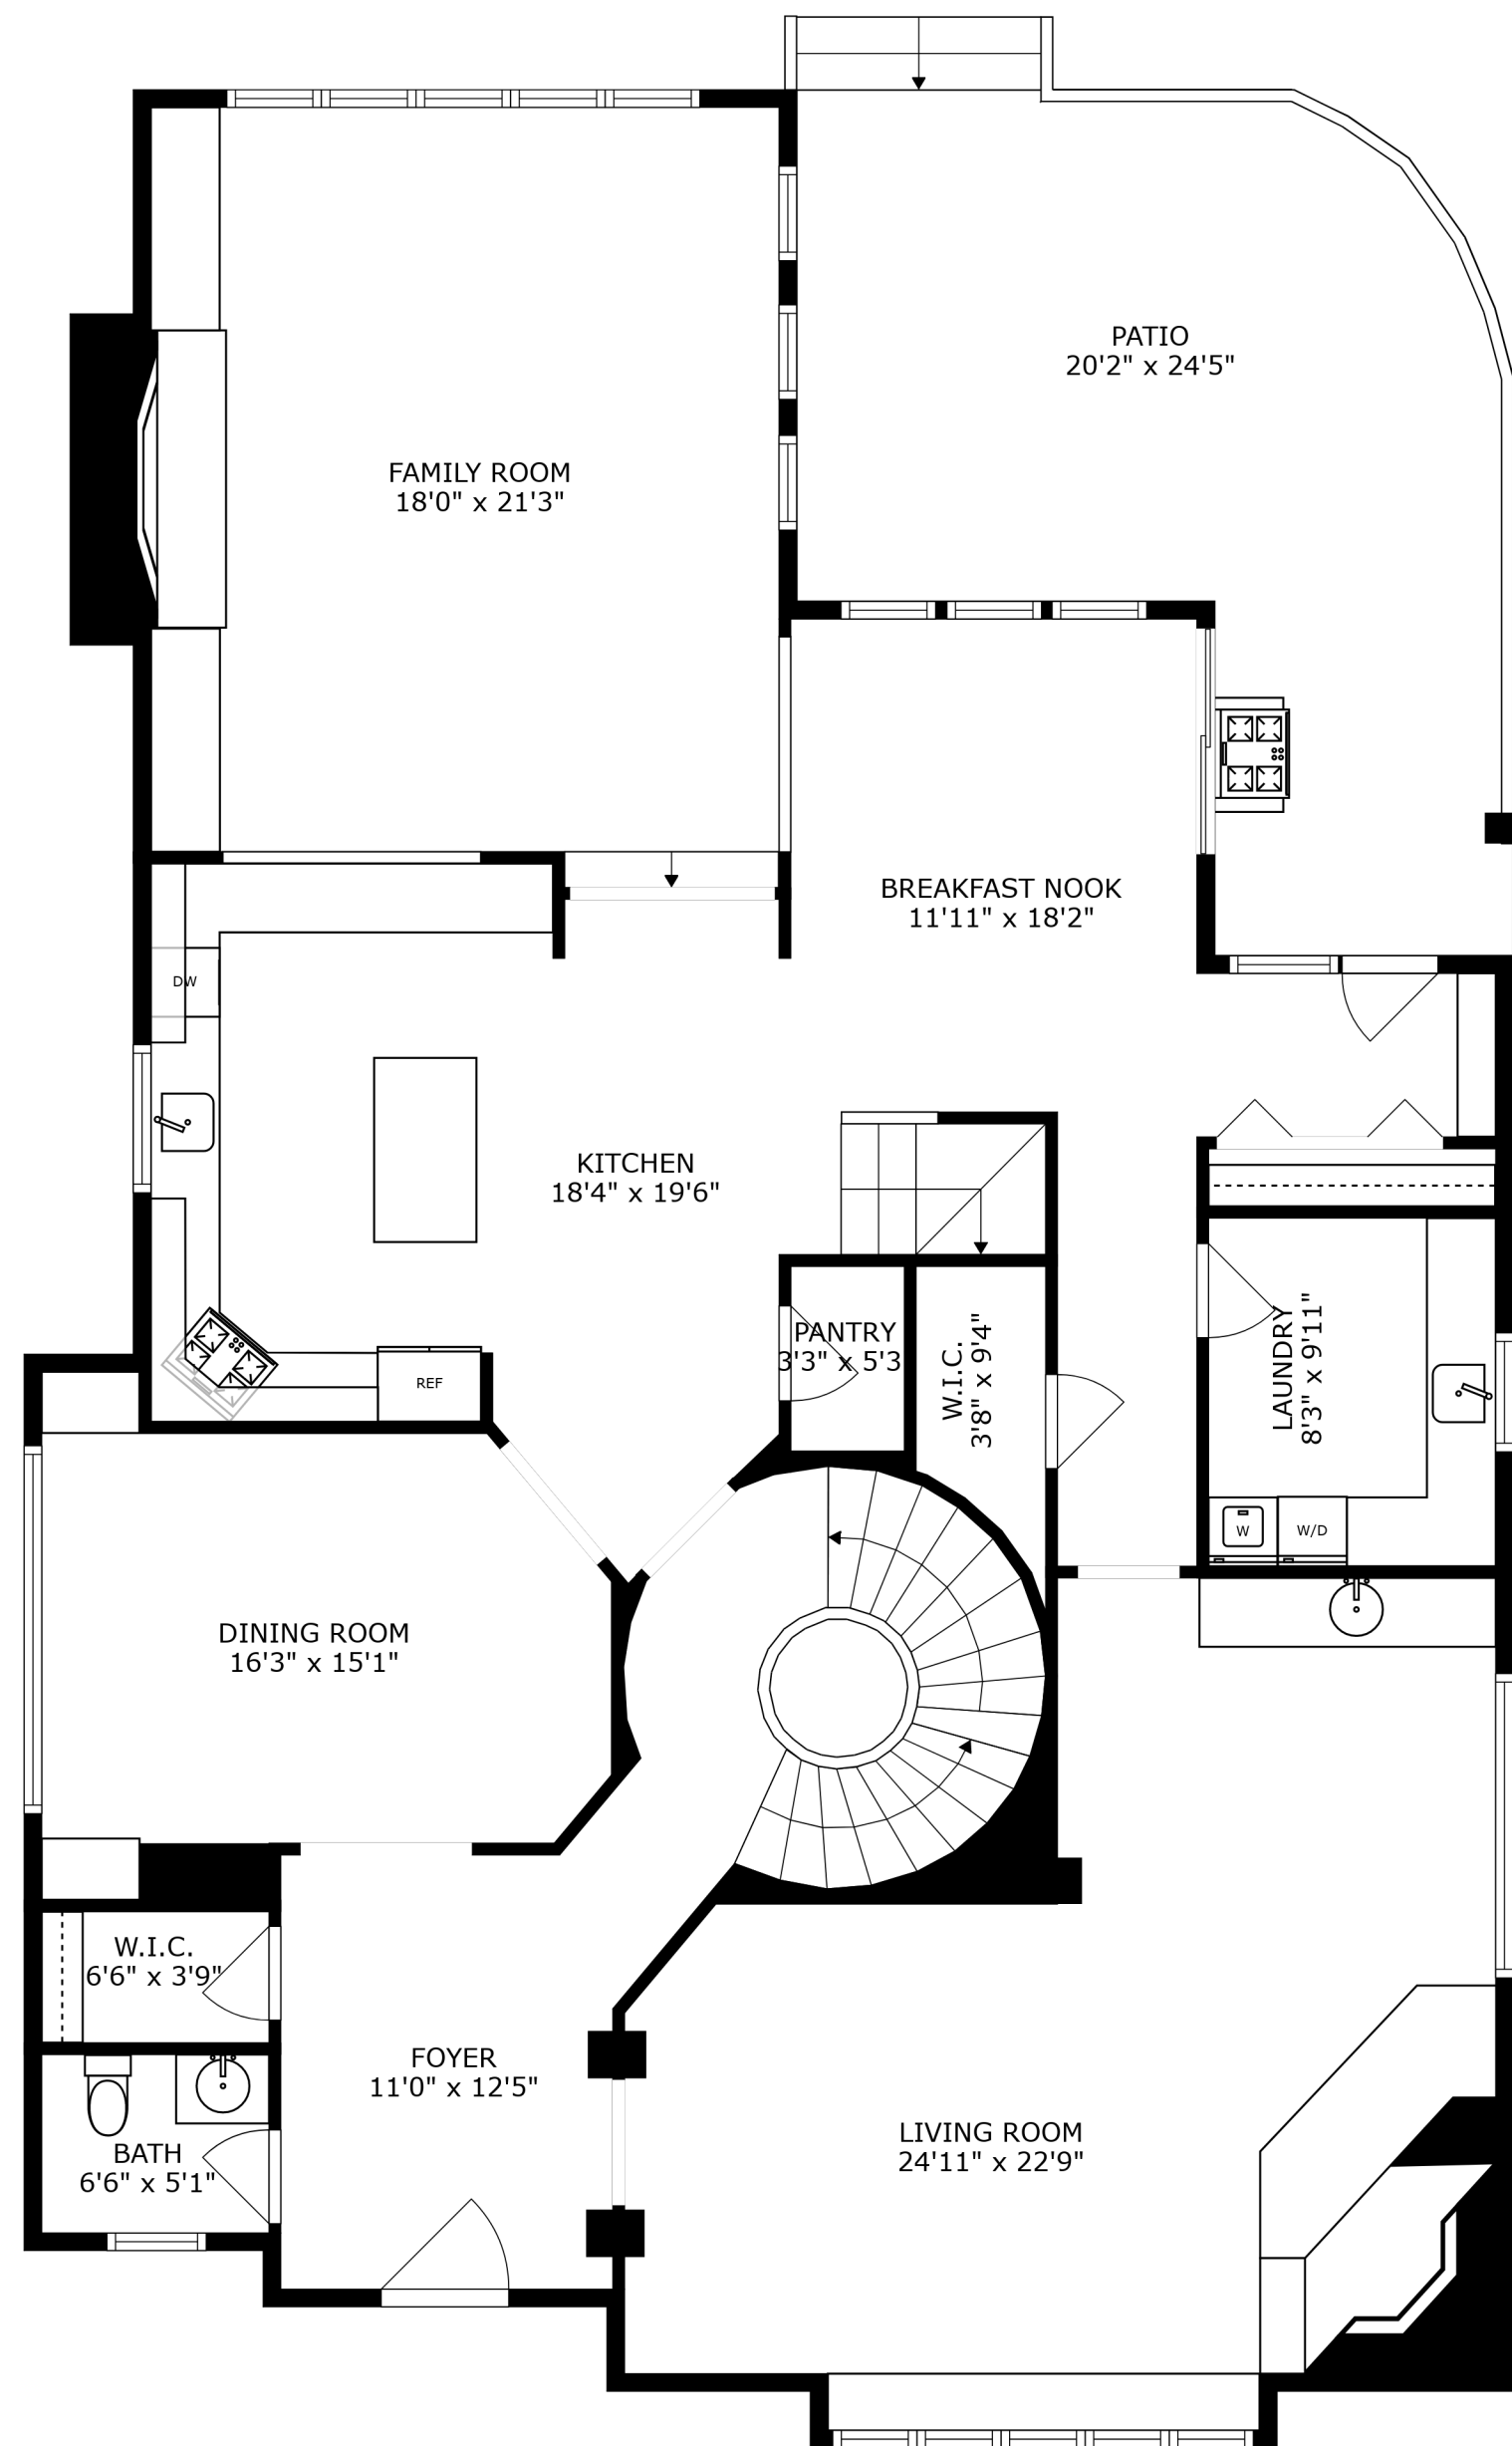 PATIO
20'2" x 24'5"
FAMILY ROOM
18'0" x 21'3"
BREAKFAST NOOK
11'11" x 18'2"
DW
KITCHEN
18'4" x 19'6"
PANTRY
3'3" x 5'3
W.I.C.
3'8" x 9'4"
LAUNDRY
8'3" x 9'11"
REF
W
W/D
DINING ROOM
16'3" x 15'1"
W.I.C.
6'6" x 3'9"
FOYER
11'0" x 12'5"
BATH
6'6" x 5'1"
LIVING ROOM
24'11" x 22'9"